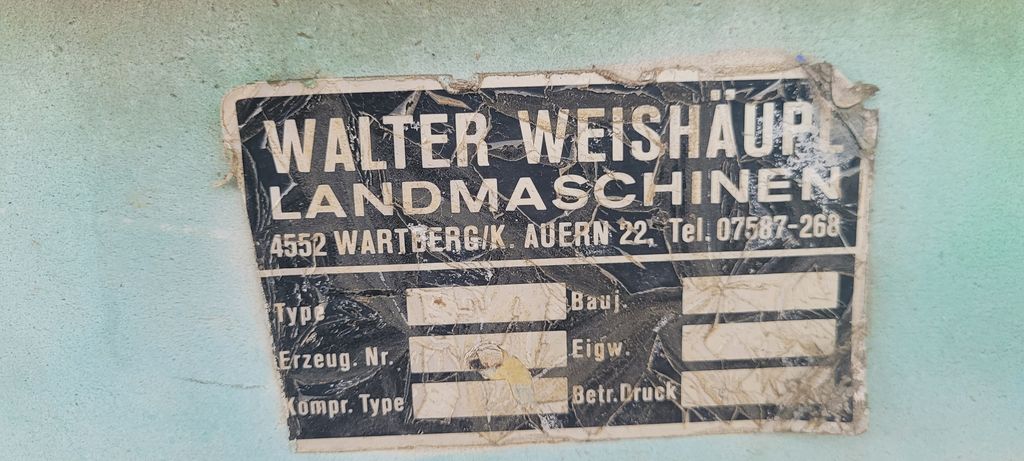 WALTER WEISHÄUPL
LANDMASCHINEN
4552 WARTBERG/K. AUERN 22, Tel. 07587-268
Type Bauj.
Erzeug. Nr. Eigw.
Kompr. Type Betr. Druck